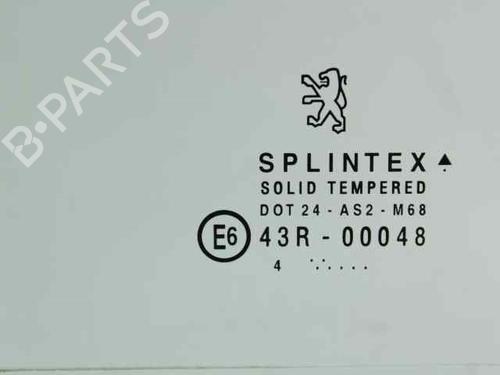 B·PARTS
SPLINTEX
SOLID TEMPERED
DOT 24 - AS2 - M68
E6 43R - 00048
4 ..........